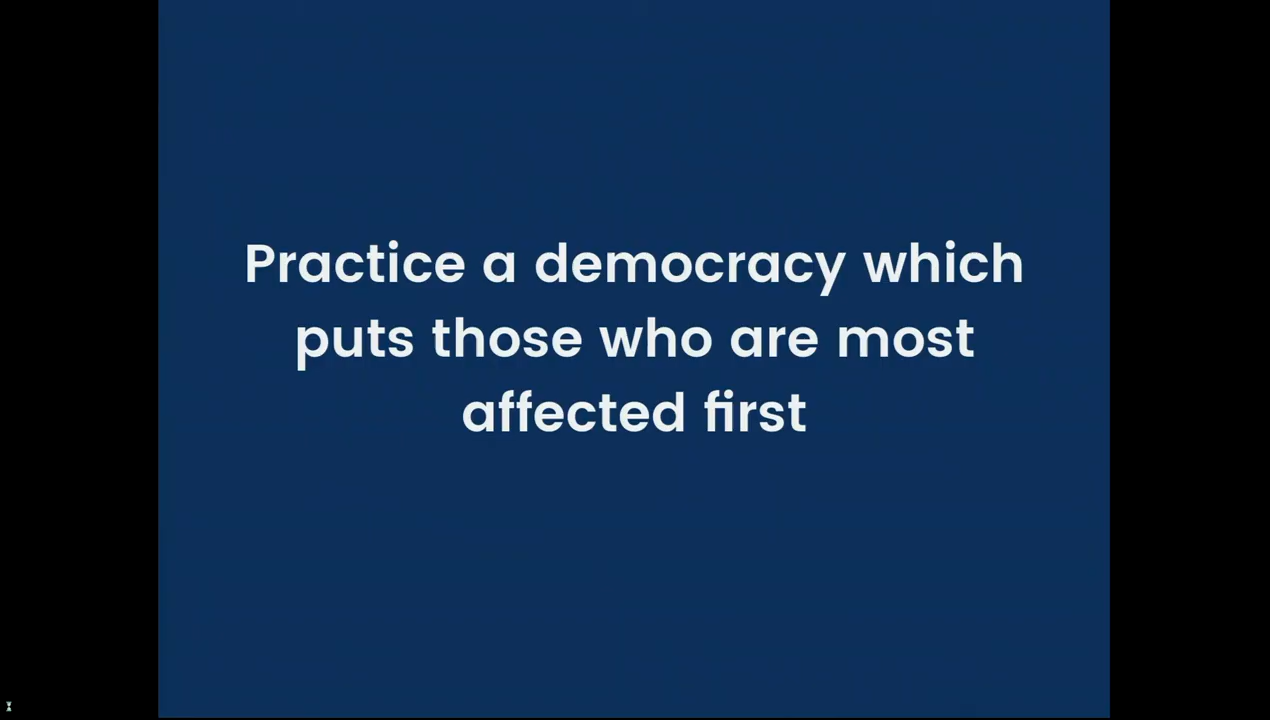 Practice a democracy which
puts those who are most
affected first